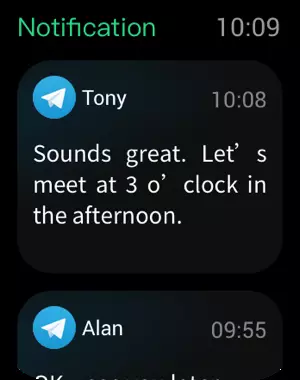 Notification 10:09
Tony 10:08
Sounds great. Let’s
meet at 3 o’clock in
the afternoon.
Alan 09:55